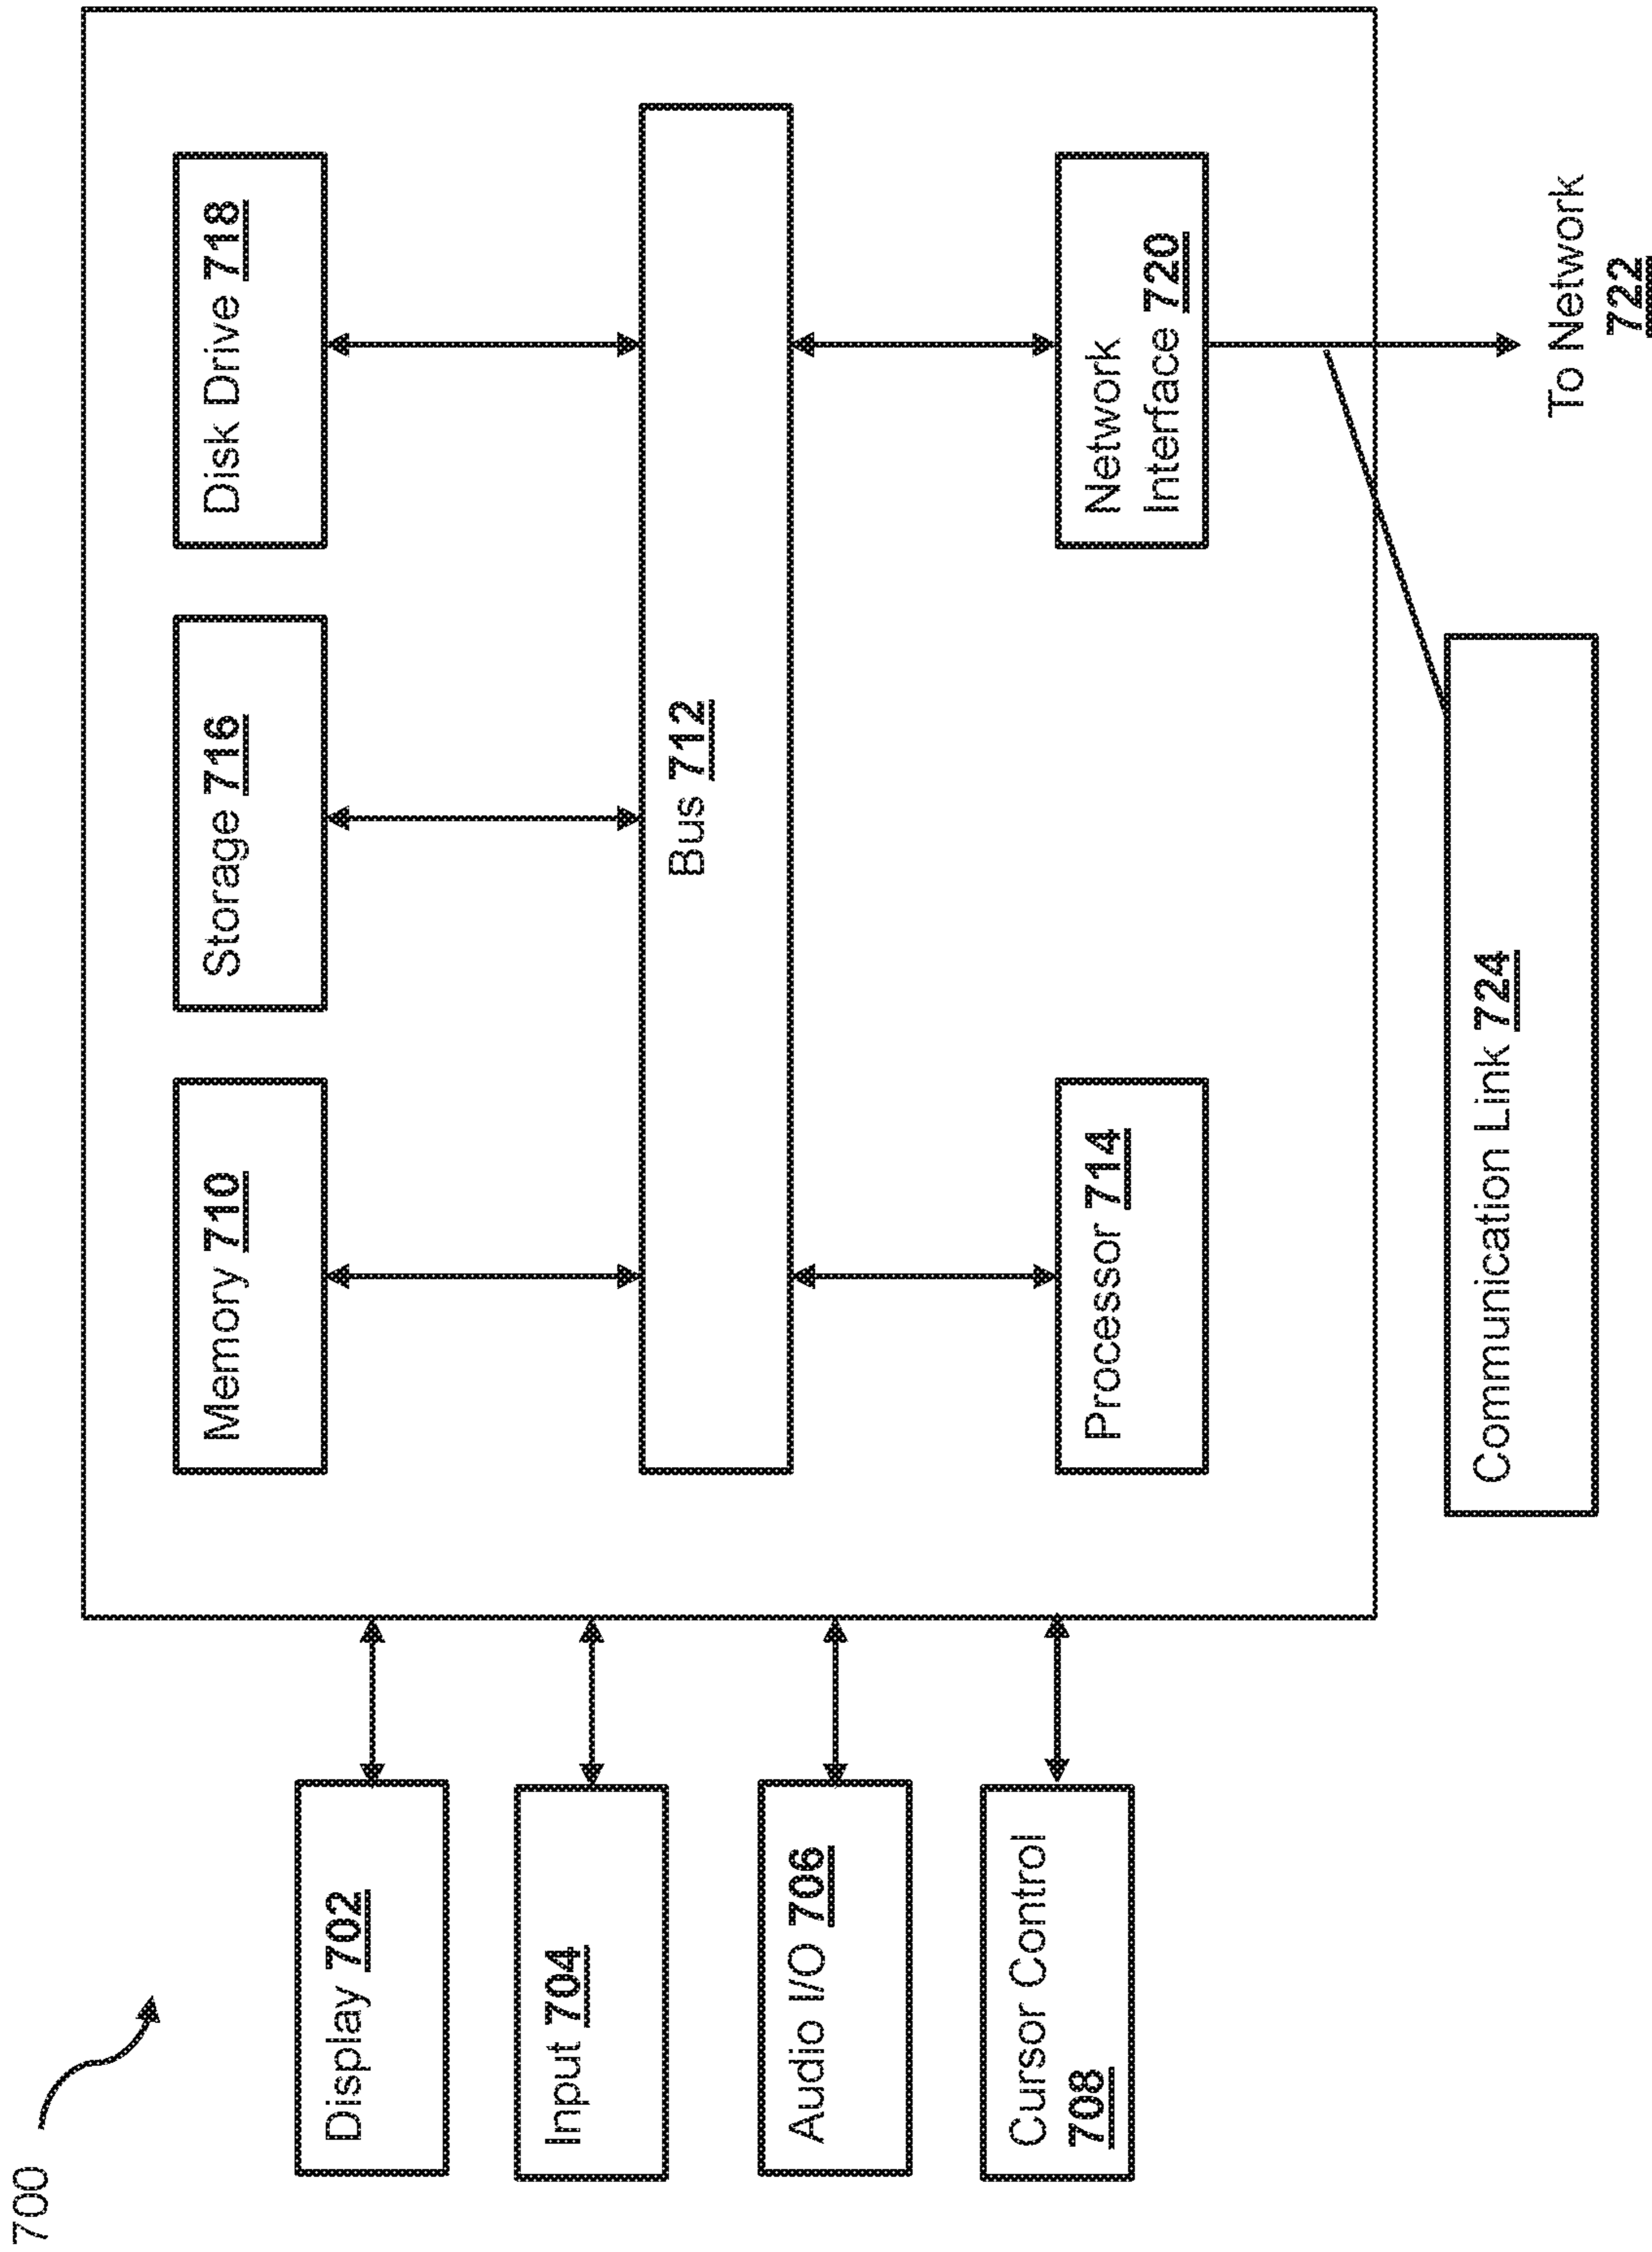 700
Display 702
Input 704
Audio I/O 706
Cursor Control
708
Memory 710
Storage 716
Disk Drive 718
Bus 712
Processor 714
Network
Interface 720
Communication Link 724
To Network
722